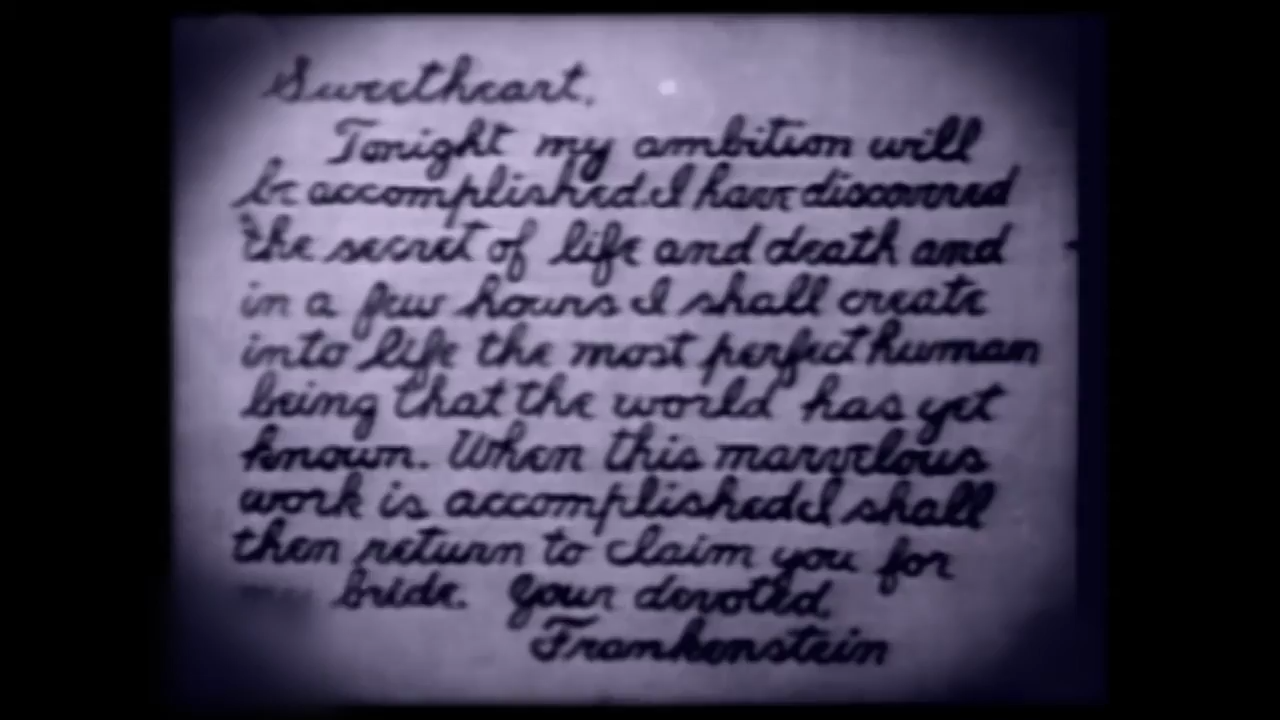 Sweetheart,
Tonight my ambition will
be accomplished. I have discovered
the secret of life and death and
in a few hours I shall create
into life the most perfect human
being that the world has yet
known. When this marvelous
work is accomplished I shall
then return to claim you for
bride. Your devoted,
Frankenstein